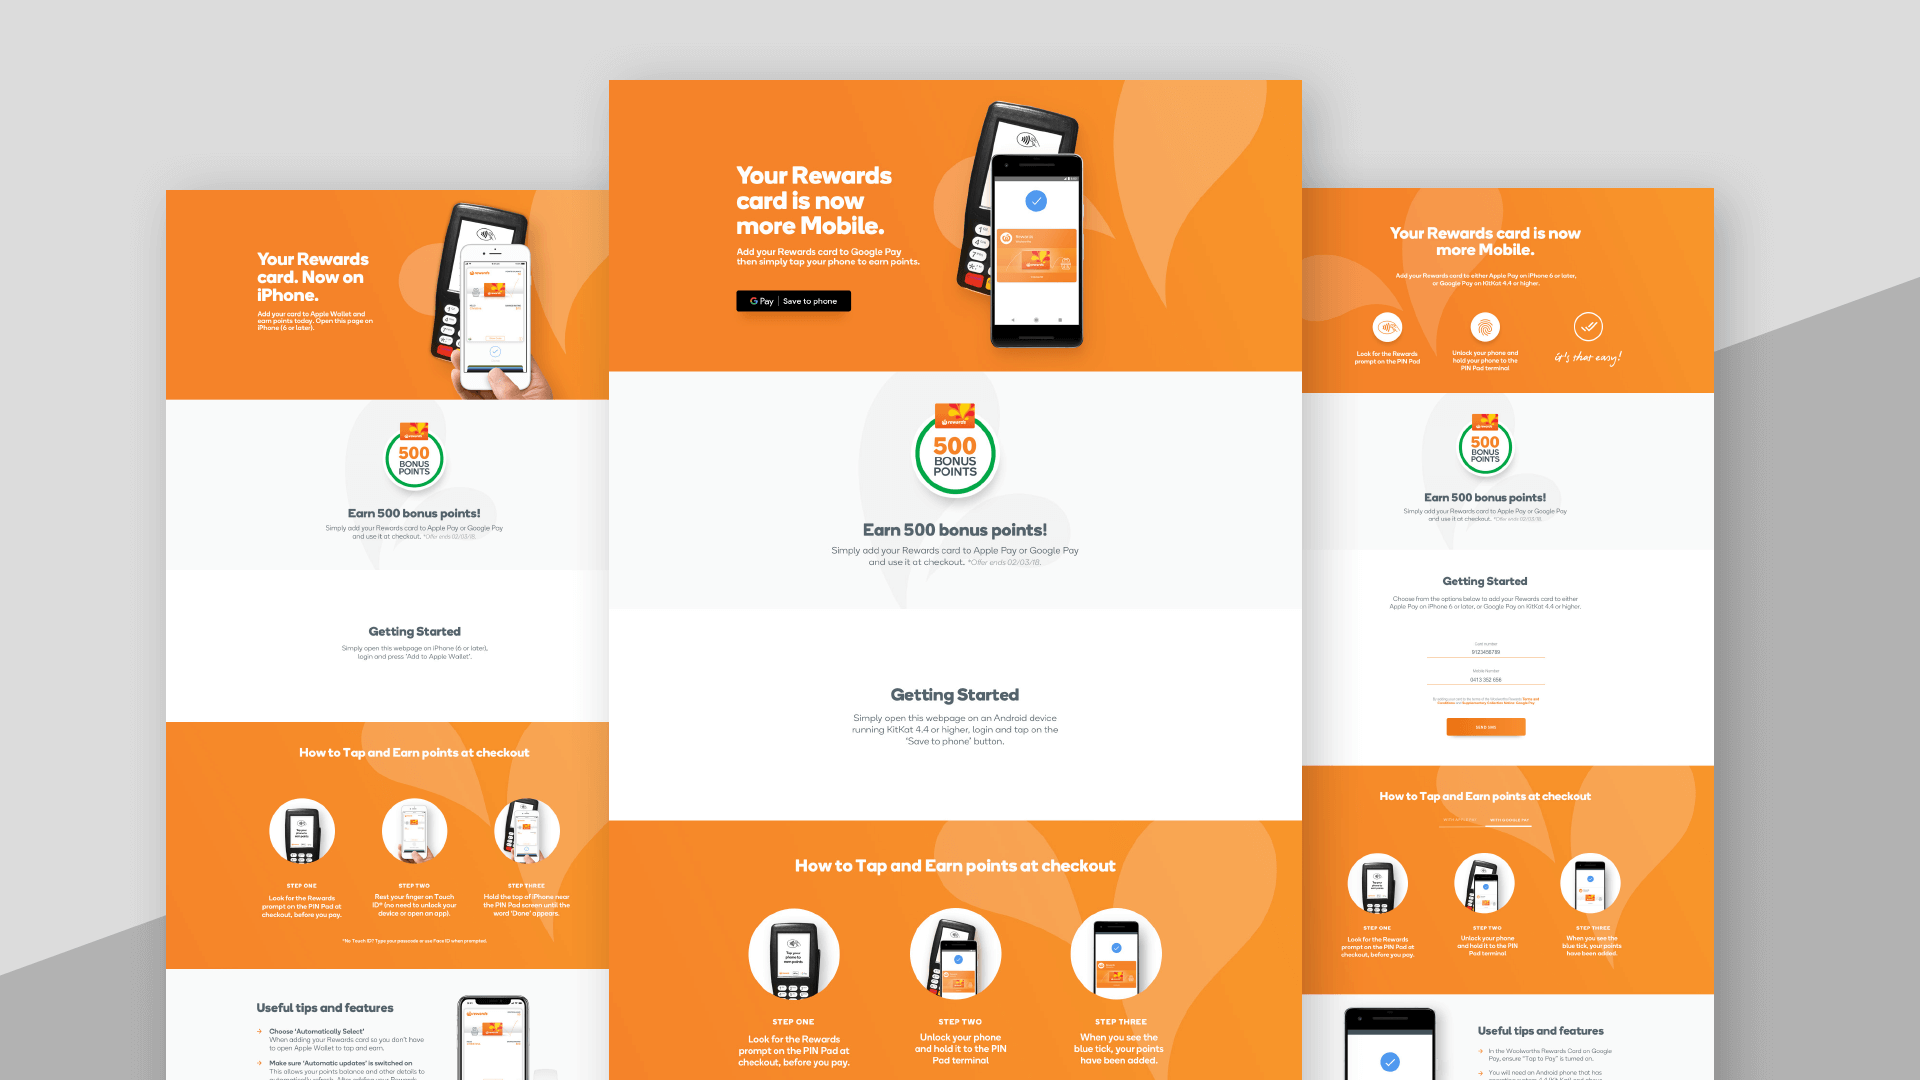 Your Rewards
card. Now on
iPhone.
Add your card to Apple Wallet and
earn points today. Open this page on
iPhone (6 or later).
rewards
500
BONUS
POINTS
Earn 500 bonus points!
Simply add your Rewards card to Apple Pay or Google Pay
and use it at checkout. *Offer ends 02/03/18.
Getting Started
Simply open this webpage on iPhone (6 or later),
login and press 'Add to Apple Wallet'.
How to Tap and Earn points at checkout
STEP ONE
Look for the Rewards
prompt on the PIN Pad at
checkout, before you pay.
STEP TWO
Rest your finger on Touch
ID® (no need to unlock your
device or open an app).
STEP THREE
Hold the top of iPhone near
the PIN Pad screen until the
word 'Done' appears.
*No Touch ID? Type your passcode or use Face ID when prompted.
Useful tips and features
Choose 'Automatically Select'
When adding your Rewards card so you don't have
to open Apple Wallet to tap and earn.
Make sure 'Automatic updates' is switched on
This allows your points balance and other details to
Your Rewards
card is now
more Mobile.
Add your Rewards card to Google Pay
then simply tap your phone to earn points.
G Pay | Save to phone
Rewards
rewards
rewards
500
BONUS
POINTS
Earn 500 bonus points!
Simply add your Rewards card to Apple Pay or Google Pay
and use it at checkout. *Offer ends 02/03/18.
Getting Started
Simply open this webpage on an Android device
running KitKat 4.4 or higher, login and tap on the
'Save to phone' button.
How to Tap and Earn points at checkout
Tap your
phone to
earn points
STEP ONE
Look for the Rewards
prompt on the PIN Pad at
checkout, before you pay.
STEP TWO
Unlock your phone
and hold it to the PIN
Pad terminal
STEP THREE
When you see the
blue tick, your points
have been added.
Your Rewards card is now
more Mobile.
Add your Rewards card to either Apple Pay on iPhone 6 or later,
or Google Pay on KitKat 4.4 or higher.
Look for the Rewards
prompt on the PIN Pad
Unlock your phone and
hold your phone to the
PIN Pad terminal
it's that easy!
rewards
500
BONUS
POINTS
Earn 500 bonus points!
Simply add your Rewards card to Apple Pay or Google Pay
and use it at checkout. *Offer ends 02/03/18.
Getting Started
Choose from the options below to add your Rewards card to either
Apple Pay on iPhone 6 or later, or Google Pay on KitKat 4.4 or higher.
Card number
9123456789
Mobile Number
0413 352 658
SEND SMS
How to Tap and Earn points at checkout
WITH APPLE PAY
WITH GOOGLE PAY
STEP ONE
Look for the Rewards
prompt on the PIN Pad at
checkout, before you pay.
STEP TWO
Unlock your phone
and hold it to the PIN
Pad terminal
STEP THREE
When you see the
blue tick, your points
have been added.
Useful tips and features
In the Woolworths Rewards Card on Google
Pay, ensure "Tap to Pay" is turned on.
You will need an Android phone that has